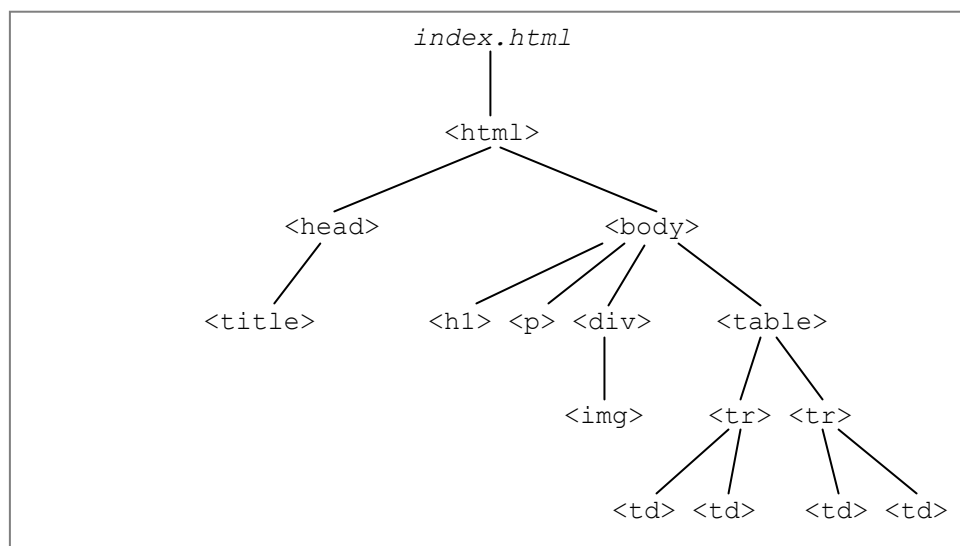 index.html
<html>
<head> <body>
<title> <h1> <p> <div> <table>
<img> <tr> <tr>
<td> <td> <td> <td>